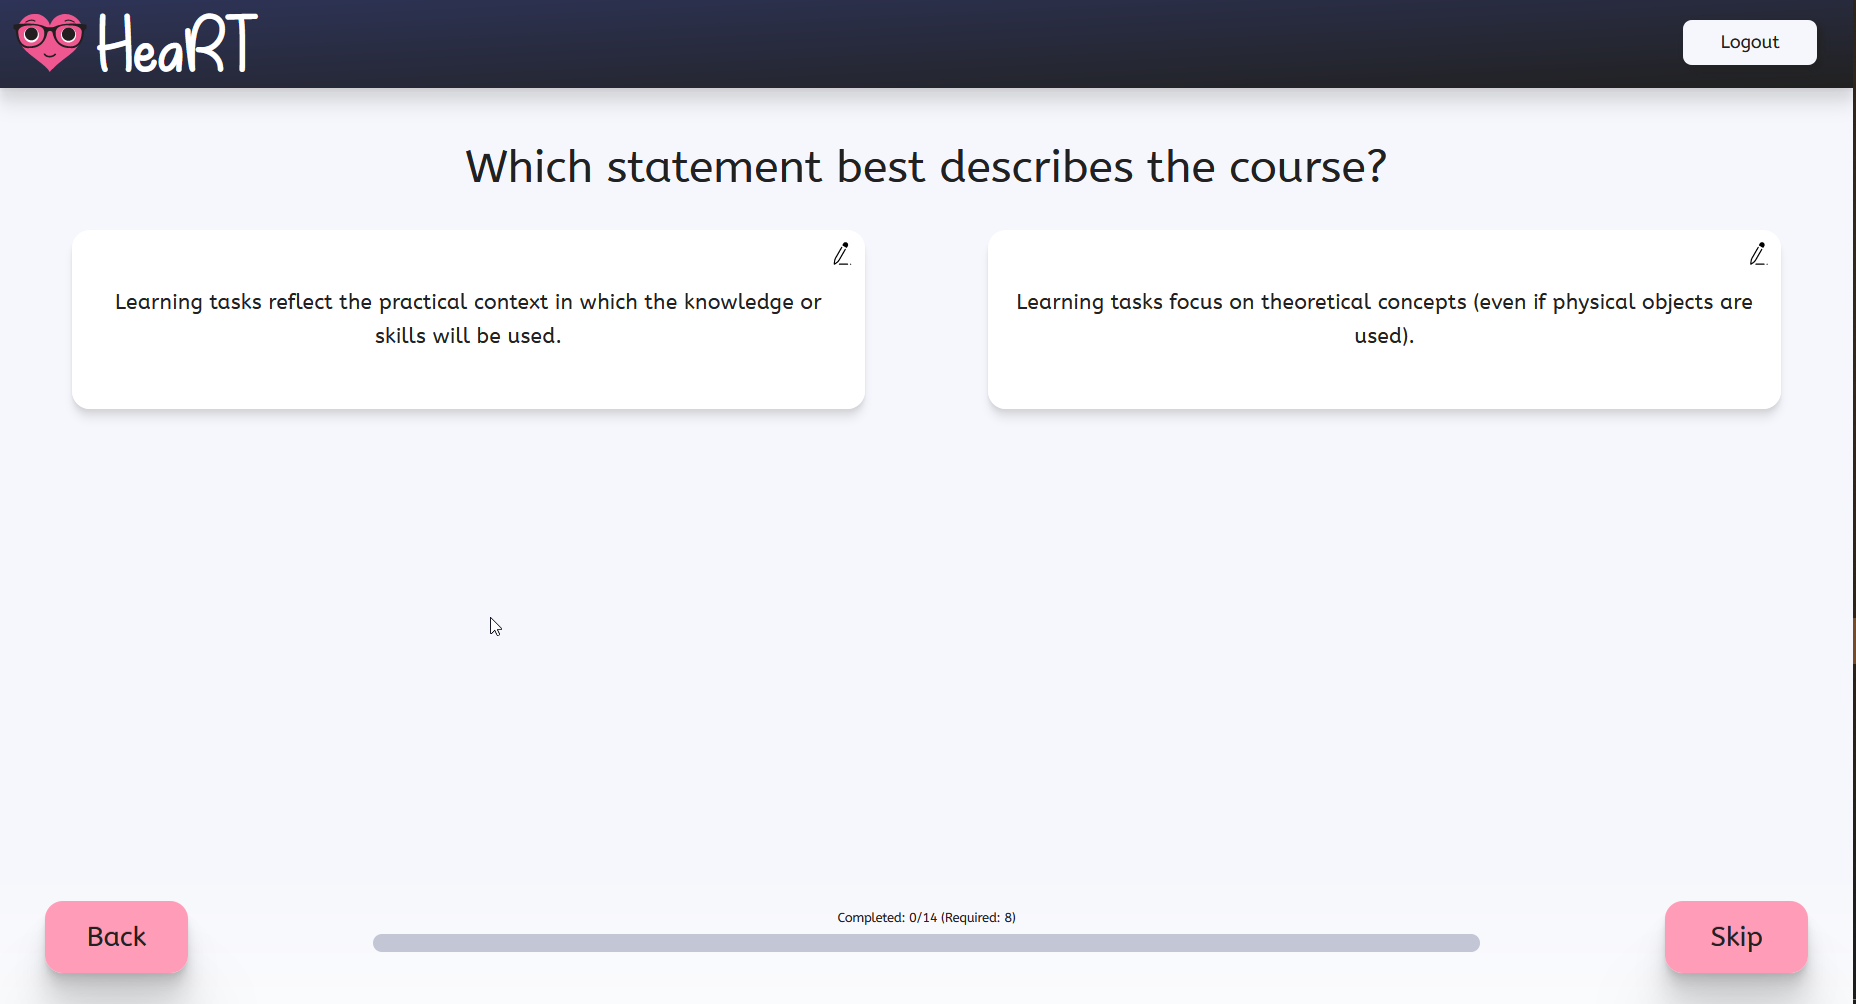 HeaRT
Logout
Which statement best describes the course?
Learning tasks reflect the practical context in which the knowledge or
skills will be used.
Learning tasks focus on theoretical concepts (even if physical objects are
used).
Back
Completed: 0/14 (Required: 8)
Skip